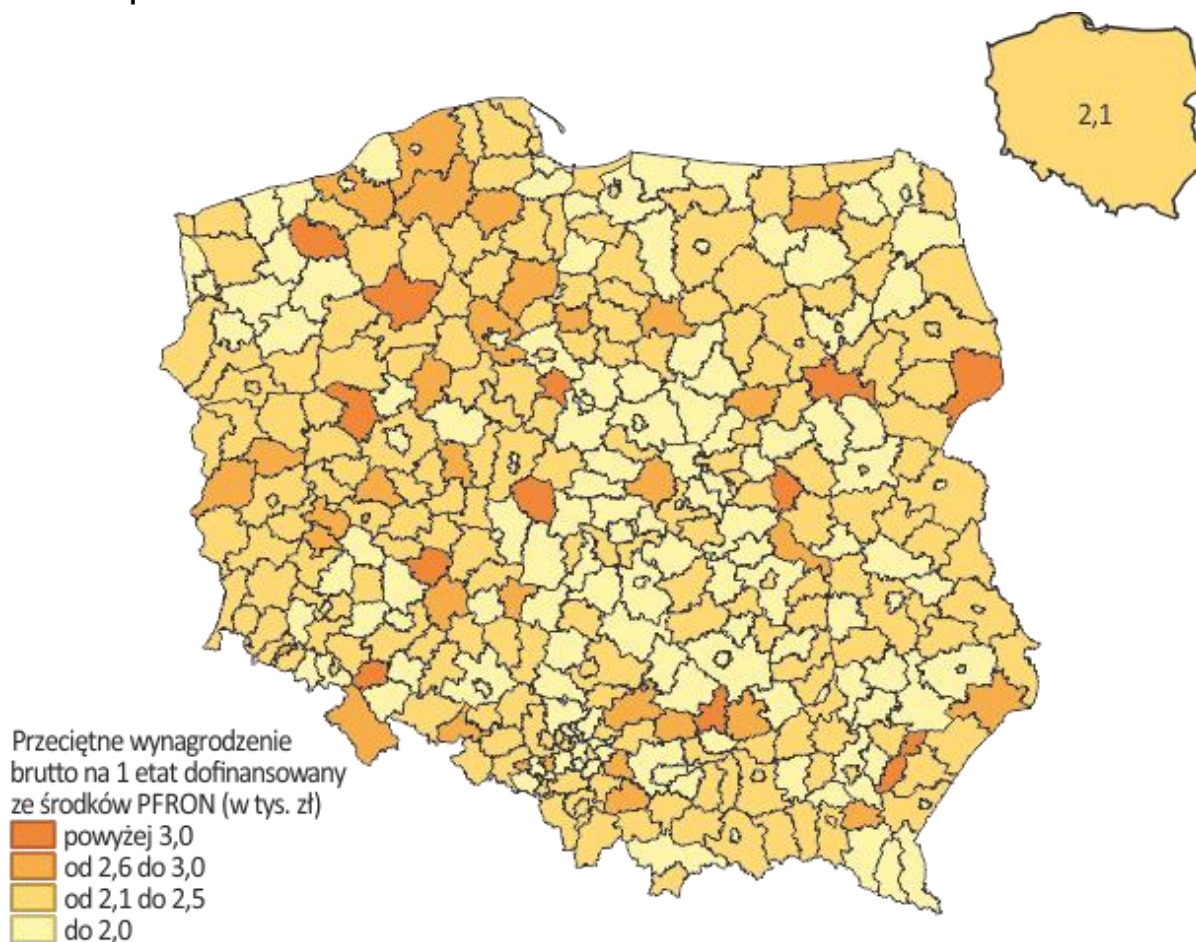 2,1
Przeciętne wynagrodzenie
brutto na 1 etat dofinansowany
ze środków PFRON (w tys. zł)
powyżej 3,0
od 2,6 do 3,0
od 2,1 do 2,5
do 2,0